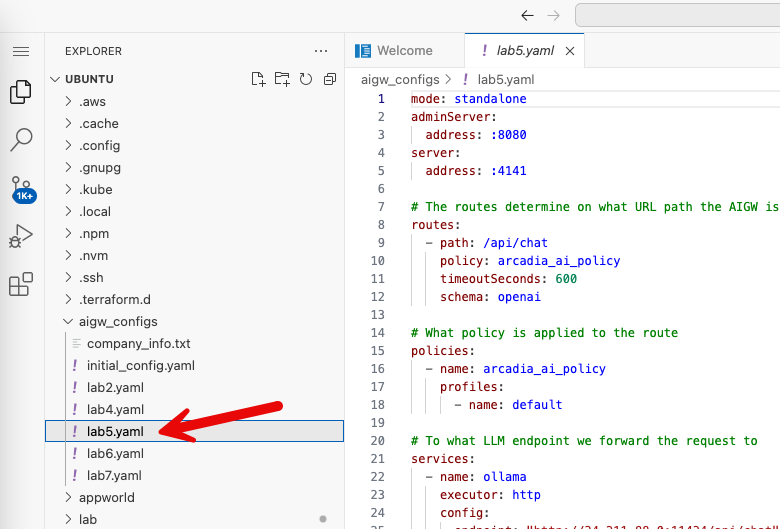 EXPLORER
UBUNTU
.aws
.cache
.config
.gnupg
.kube
.local
.npm
.nvm
.ssh
.terraform.d
aigw_configs
company_info.txt
! initial_config.yaml
! lab2.yaml
! lab4.yaml
! lab5.yaml
! lab6.yaml
! lab7.yaml
appworld
lab
1K+
Welcome
! lab5.yaml
aigw_configs > ! lab5.yaml
1 mode: standalone
2 adminServer:
3   address: :8080
4 server:
5   address: :4141
6
7 # The routes determine on what URL path the AIGW is
8 routes:
9   - path: /api/chat
10     policy: arcadia_ai_policy
11     timeoutSeconds: 600
12     schema: openai
13
14 # What policy is applied to the route
15 policies:
16   - name: arcadia_ai_policy
17     profiles:
18       - name: default
19
20 # To what LLM endpoint we forward the request to
21 services:
22   - name: ollama
23     executor: http
24     config: